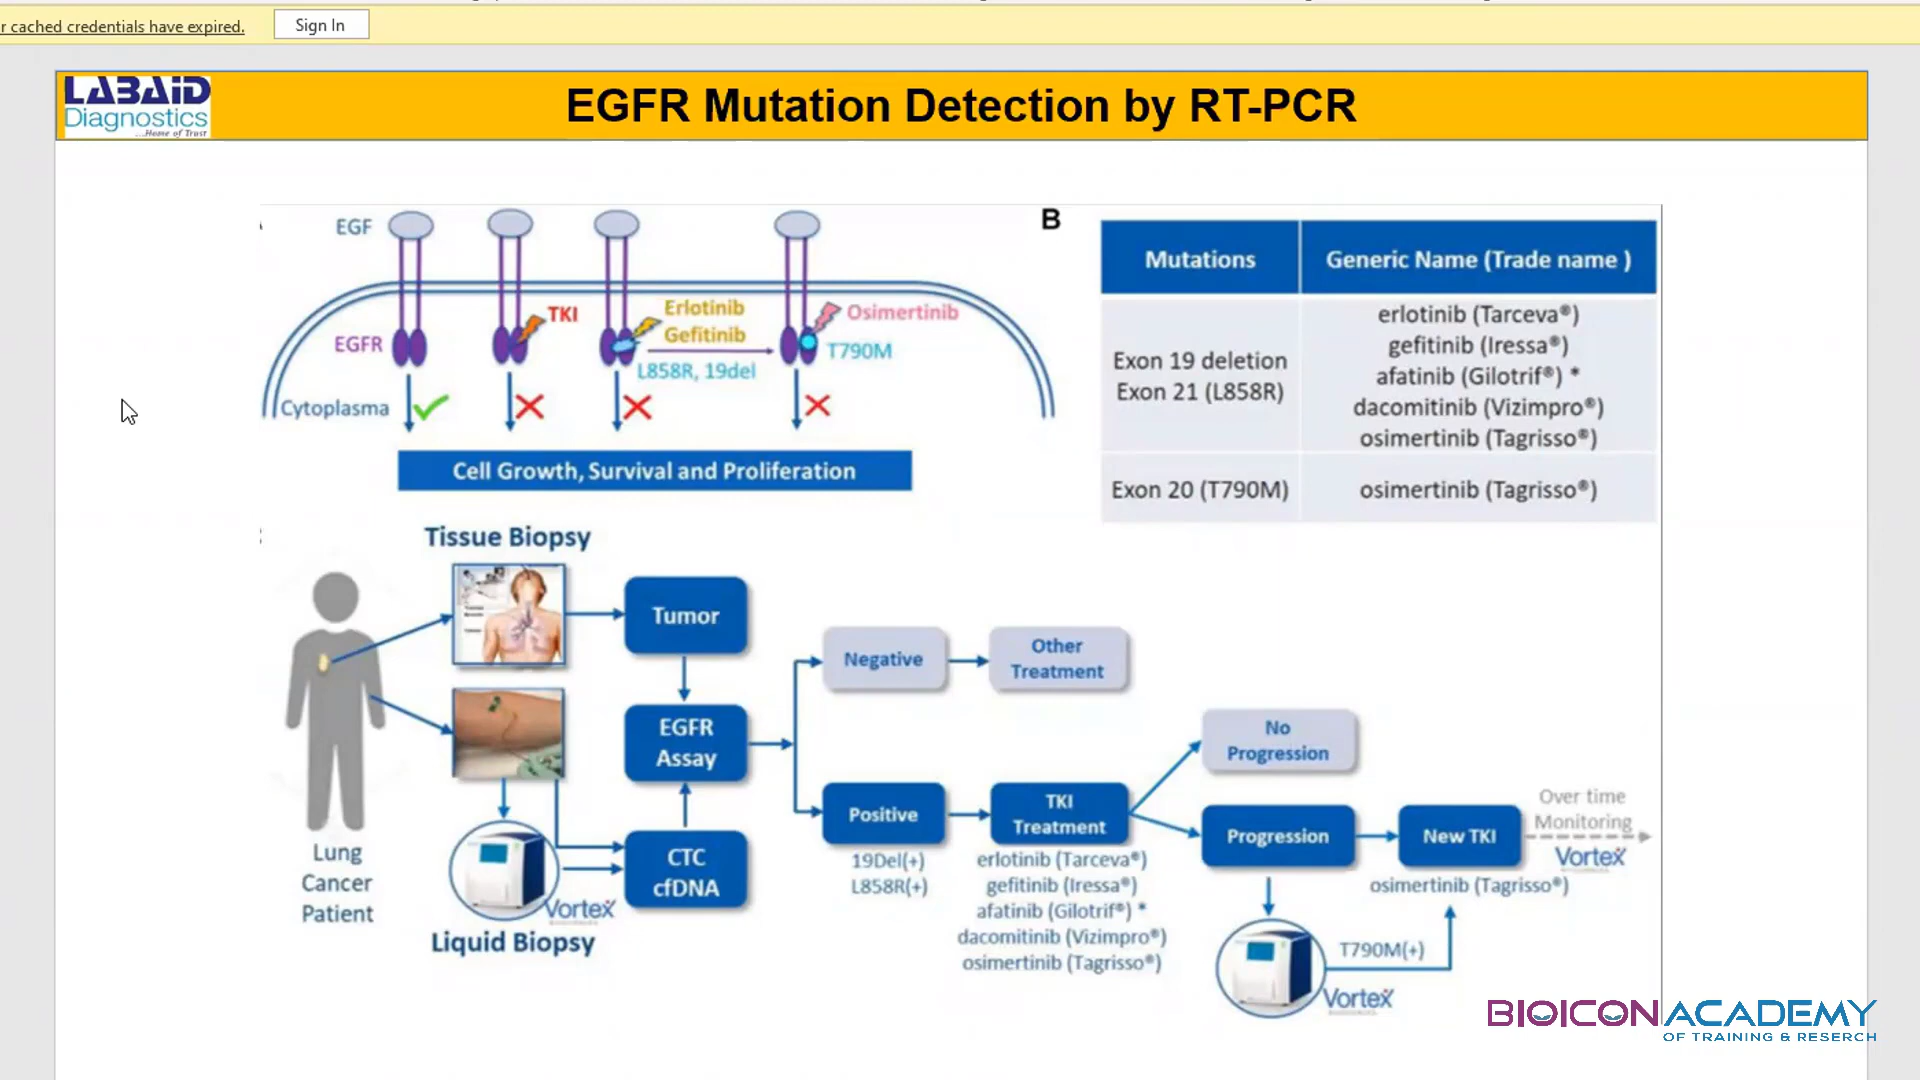 r cached credentials have expired.
Sign In
LABAID
Diagnostics
...Home of Trust
EGFR Mutation Detection by RT-PCR
EGF
TKI
Erlotinib
Gefitinib
Osimertinib
EGFR
T790M
L858R, 19del
Cytoplasma
Cell Growth, Survival and Proliferation
B
Mutations
Generic Name (Trade name )
Exon 19 deletion
Exon 21 (L858R)
erlotinib (Tarceva®)
gefitinib (Iressa®)
afatinib (Gilotrif®) *
dacomitinib (Vizimpro®)
osimertinib (Tagrisso®)
Exon 20 (T790M)
osimertinib (Tagrisso®)
Tissue Biopsy
Tumor
EGFR
Assay
CTC
cfDNA
Vortex
Liquid Biopsy
Lung
Cancer
Patient
Negative
Other
Treatment
Positive
19Del(+)
L858R(+)
TKI
Treatment
erlotinib (Tarceva®)
gefitinib (Iressa®)
afatinib (Gilotrif®) *
dacomitinib (Vizimpro®)
osimertinib (Tagrisso®)
No
Progression
Progression
New TKI
osimertinib (Tagrisso®)
Over time
Monitoring
Vortex
T790M(+)
Vortex
BIOICONACADEMY
OF TRAINING & RESERCH